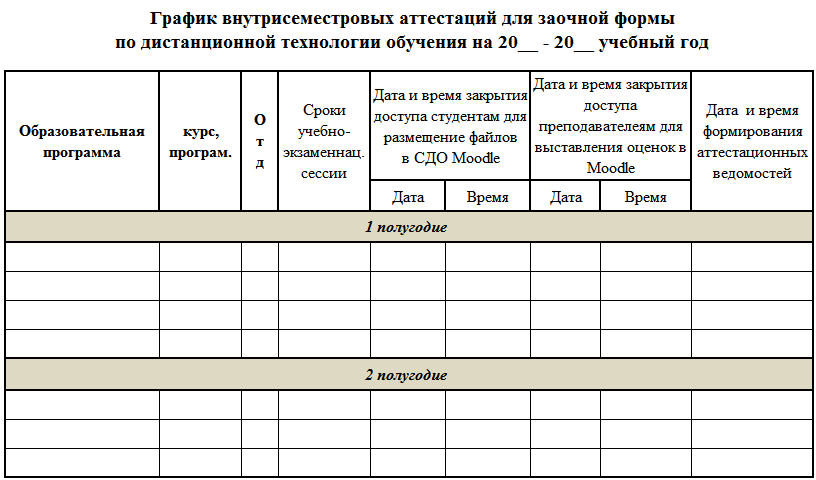 График внутрисеместровых аттестаций для заочной формы
по дистанционной технологии обучения на 20__ - 20__ учебный год
Образовательная
программа
курс,
програм.
О
т
д
Сроки
учебно-
экзаменнац.
сессии
Дата и время закрытия
доступа студентам для
размещение файлов
в СДО Moodle
Дата и время закрытия
доступа
преподавателеям для
выставления оценок в
Moodle
Дата и время
формирования
аттестационных
ведомостей
Дата
Время
Дата
Время
1 полугодие
2 полугодие